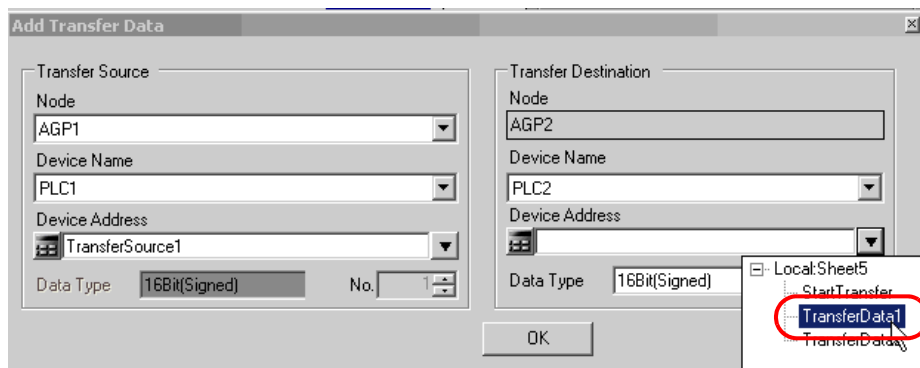 Add Transfer Data
Transfer Source
Node
AGP1
Device Name
PLC1
Device Address
TransferSource1
Data Type 16Bit(Signed) No. 1
Transfer Destination
Node
AGP2
Device Name
PLC2
Device Address
Data Type 16Bit(Signed)
Local:Sheet5
StartTransfer
TransferData1
OK